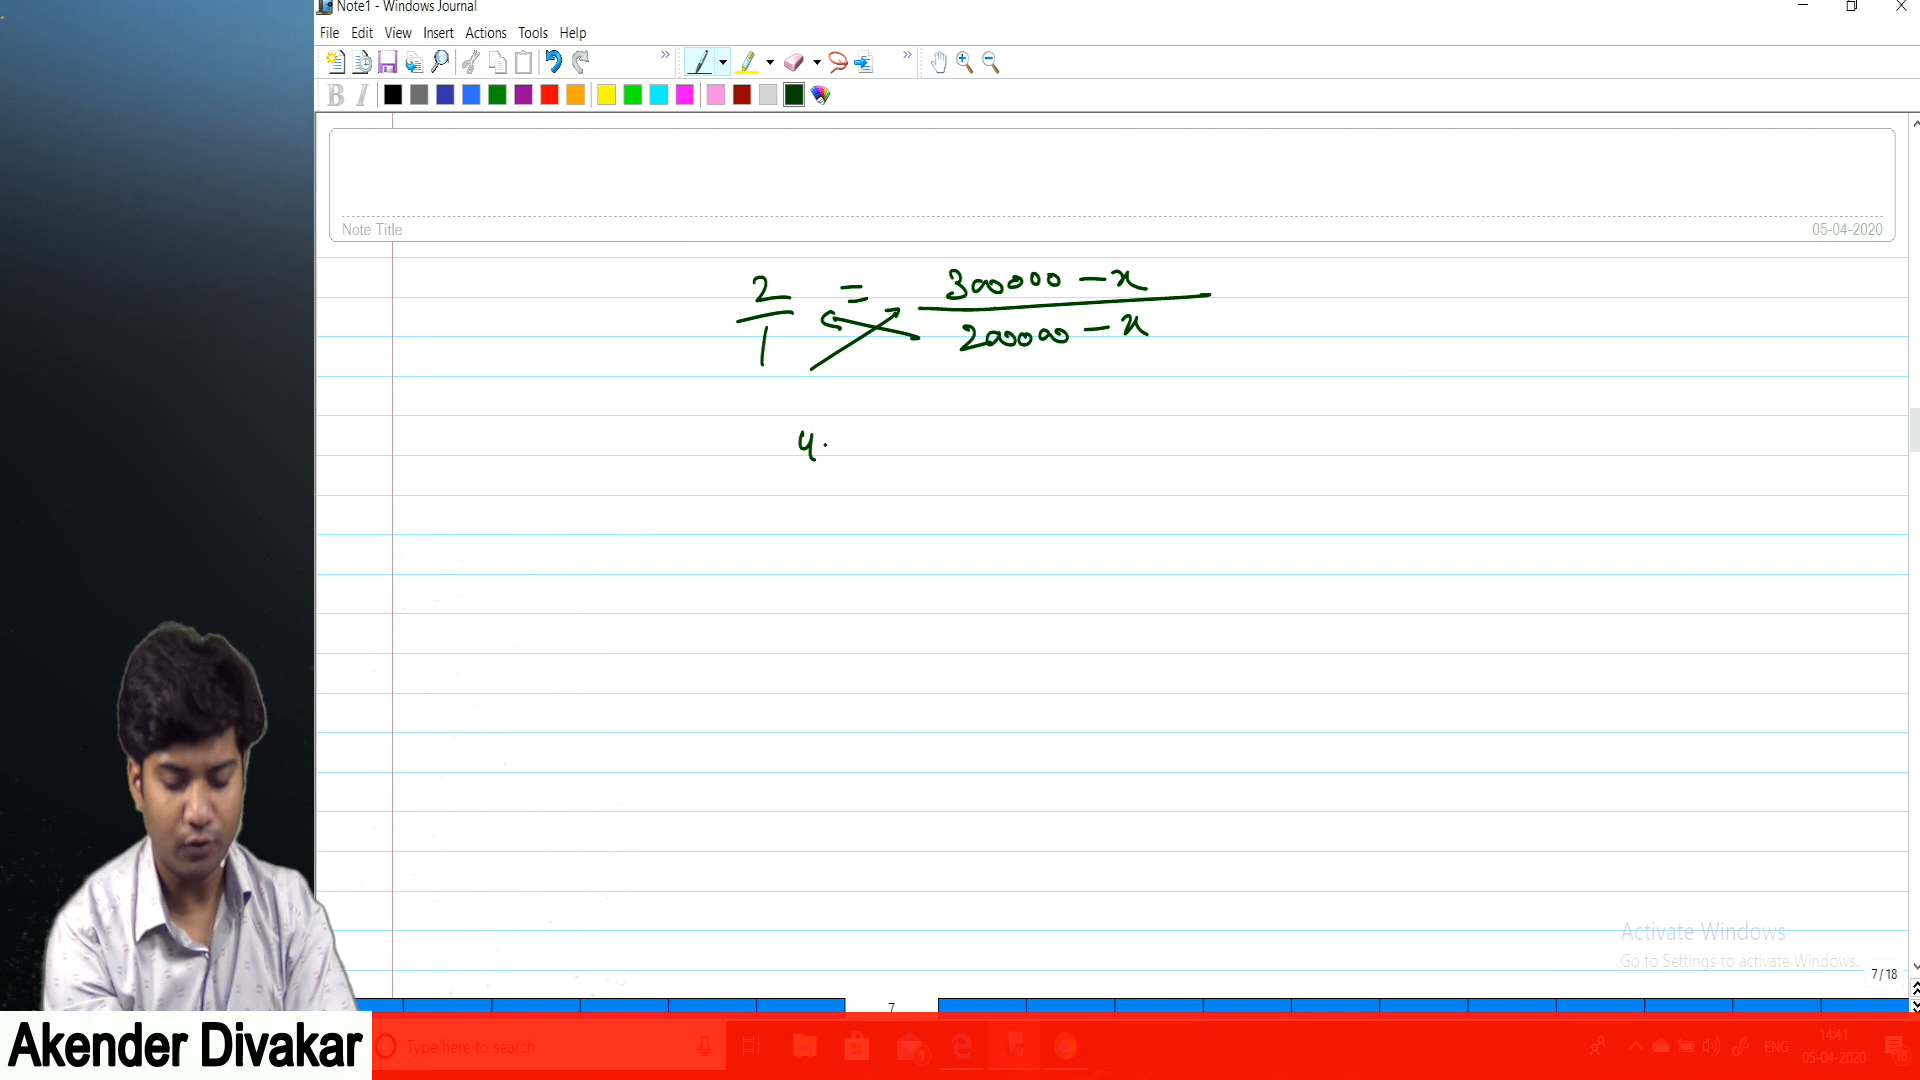 Note1 - Windows Journal
File Edit View Insert Actions Tools Help
B I
Note Title
05-04-2020
2 = 300000 - x
1 200000 - x
4.
Activate Windows
Go to Settings to activate Windows.
7/18
7
Akender Divakar
Type here to search
1
ENG
14:41
05-04-2020
18